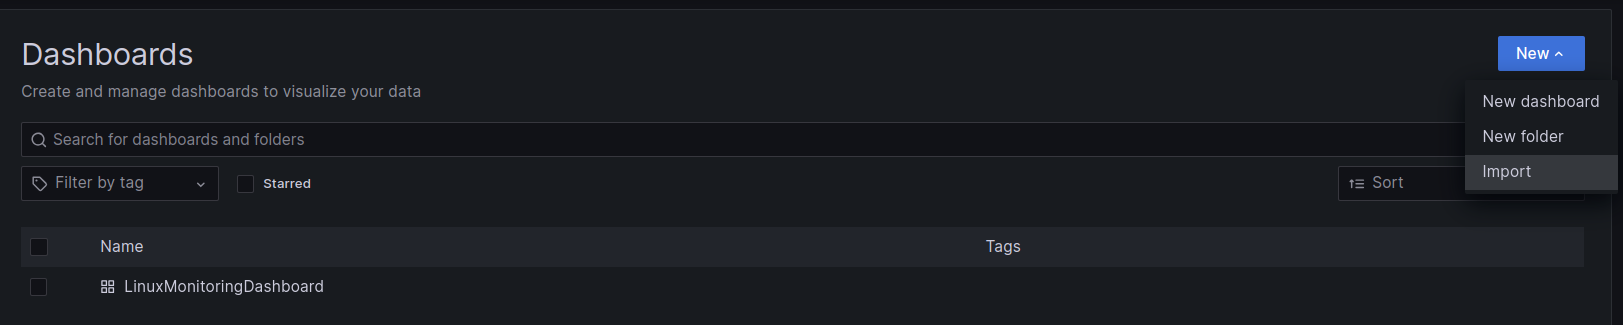 Dashboards
New
Create and manage dashboards to visualize your data
New dashboard
Search for dashboards and folders
New folder
Filter by tag
Starred
Sort
Import
Name
Tags
LinuxMonitoringDashboard